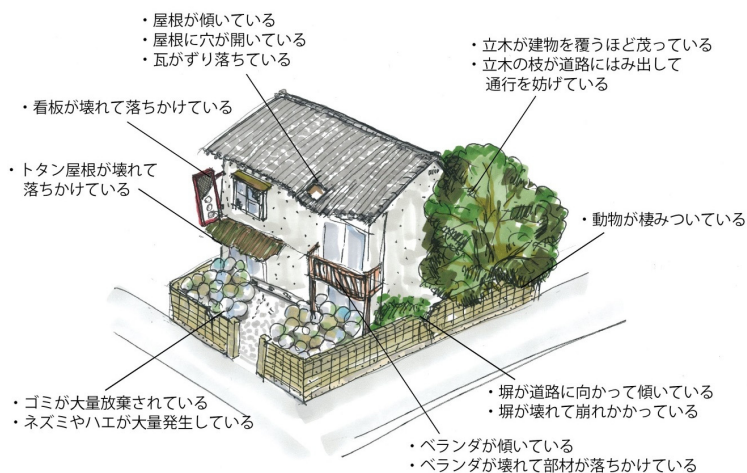 ・屋根が傾いている
・屋根に穴が開いている
・瓦がずり落ちている
・立木が建物を覆うほど茂っている
・立木の枝が道路にはみ出して
通行を妨げている
・看板が壊れて落ちかけている
・トタン屋根が壊れて
落ちかけている
・動物が棲みついている
・ゴミが大量放棄されている
・ネズミやハエが大量発生している
・塀が道路に向かって傾いている
・塀が壊れて崩れかかっている
・ベランダが傾いている
・ベランダが壊れて部材が落ちかけている